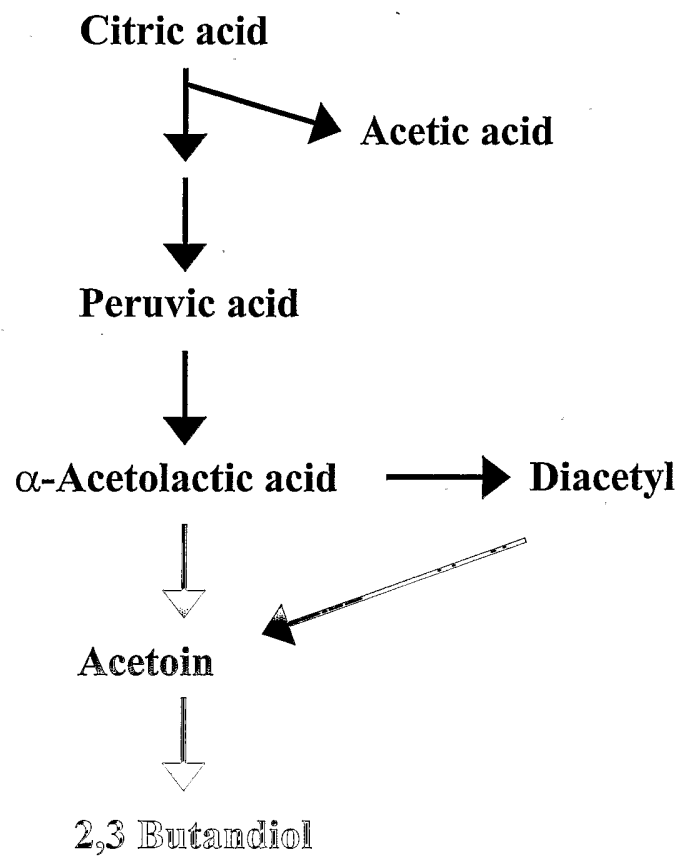 Citric acid
Acetic acid
Peruvic acid
α-Acetolactic acid
Diacetyl
Acetoin
2,3 Butandiol